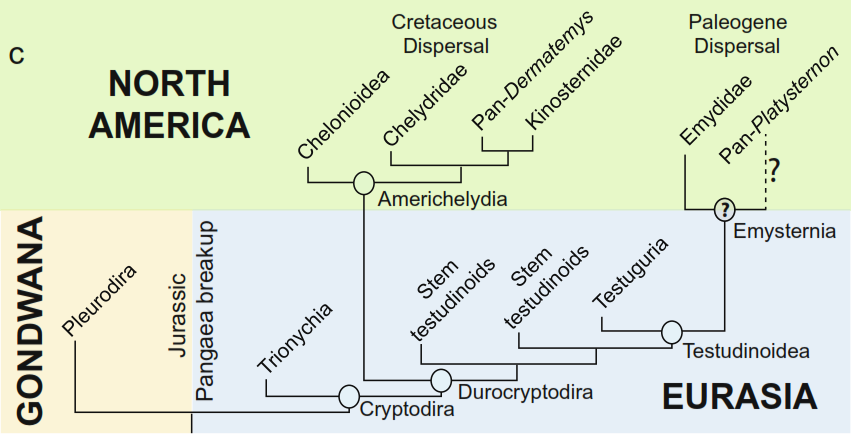 C
NORTH
AMERICA
Cretaceous
Dispersal
Paleogene
Dispersal
Chelonioidea
Chelydridae
Pan-Dermatemys
Kinosternidae
Emydidae
Pan-Platysternon
?
Americhelydia
?
Emysternia
GONDWANA
Pleurodira
Jurassic
Pangaea breakup
Trionychia
Stem
testudinoids
Stem
testudinoids
Testuguria
Testudinoidea
Durocryptodira
Cryptodira
EURASIA